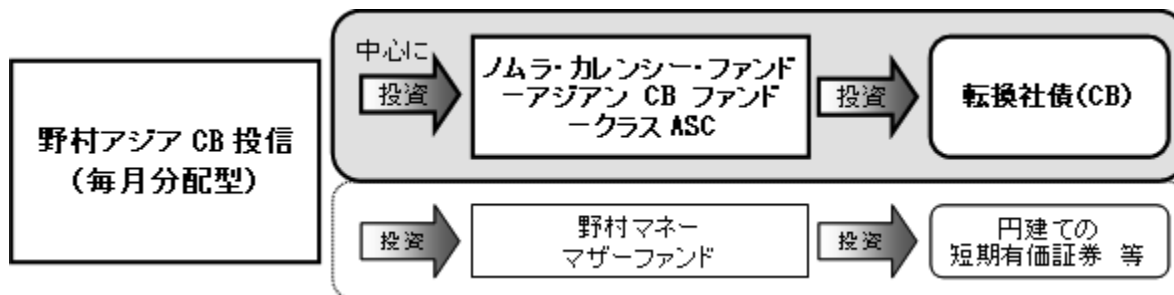 野村アジア CB 投信
(毎月分配型)
中心に
投資
ノムラ・カレンシー・ファンド
－アジアン CB ファンド
－クラス ASC
投資
転換社債(CB)
投資
野村マネー
マザーファンド
投資
円建ての
短期有価証券 等